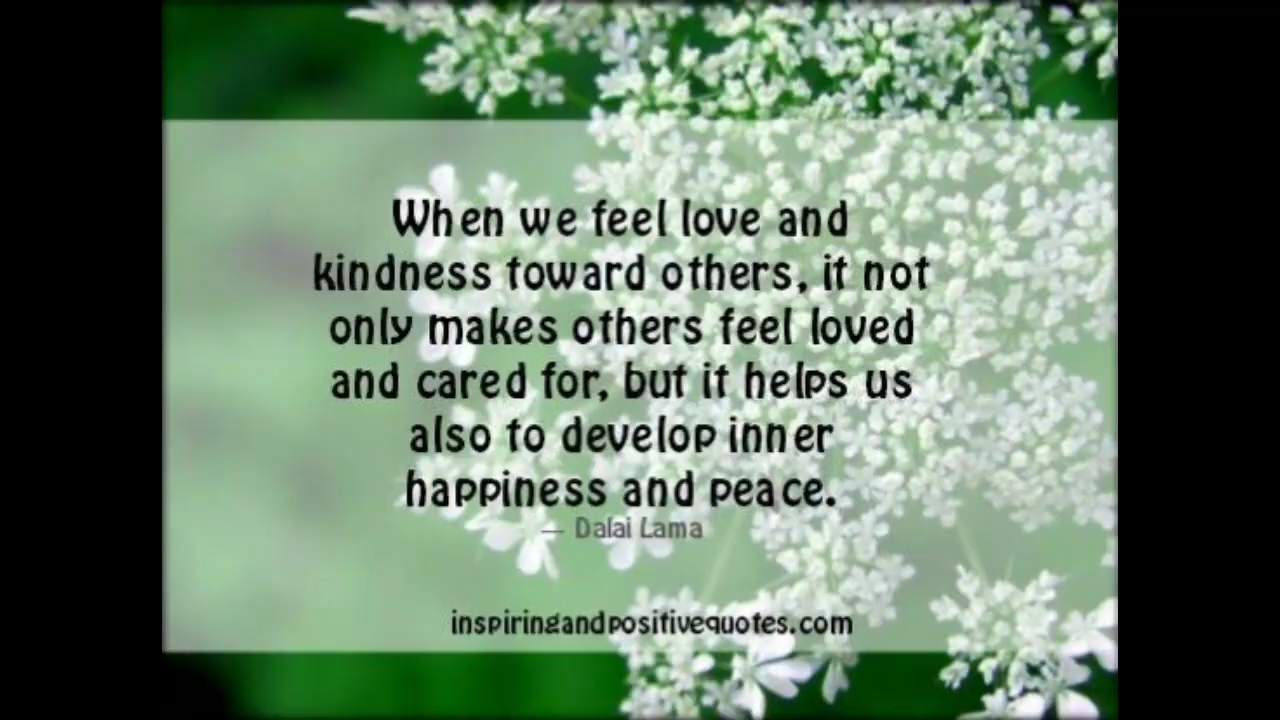 When we feel love and
kindness toward others, it not
only makes others feel loved
and cared for, but it helps us
also to develop inner
happiness and peace.
— Dalai Lama
inspiringandpositivequotes.com